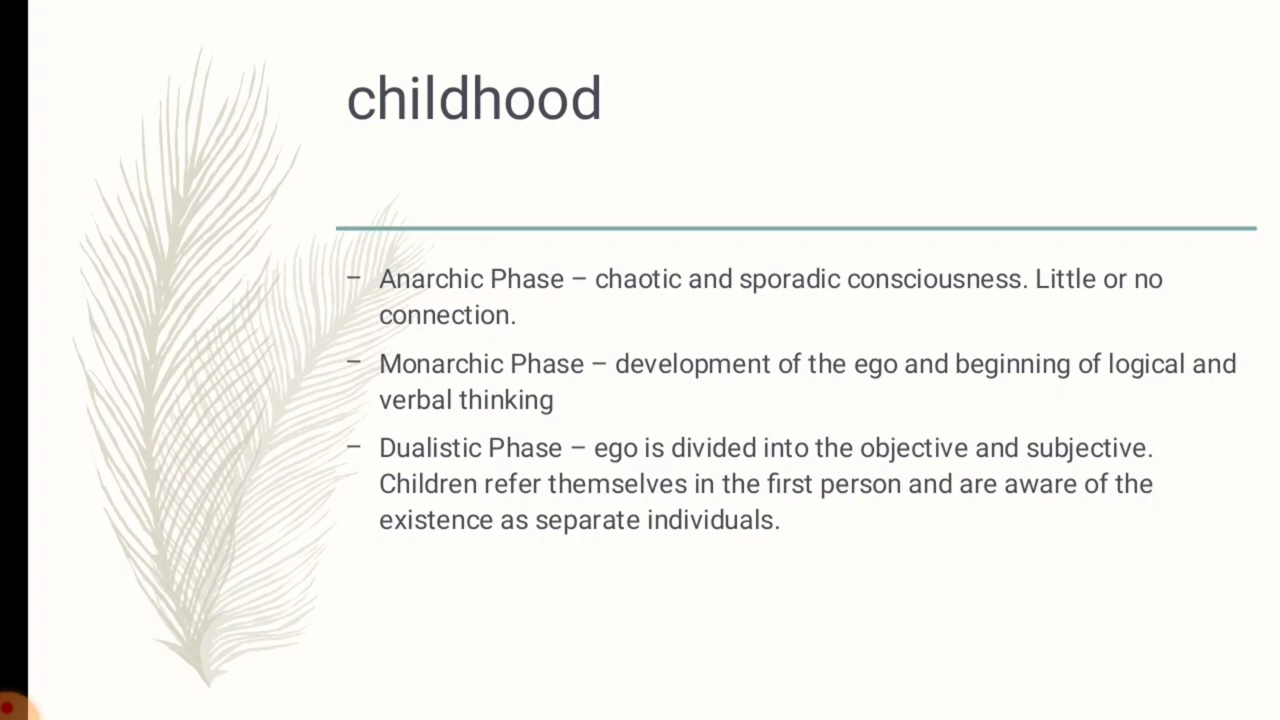 childhood
– Anarchic Phase – chaotic and sporadic consciousness. Little or no
connection.
– Monarchic Phase – development of the ego and beginning of logical and
verbal thinking
– Dualistic Phase – ego is divided into the objective and subjective.
Children refer themselves in the first person and are aware of the
existence as separate individuals.